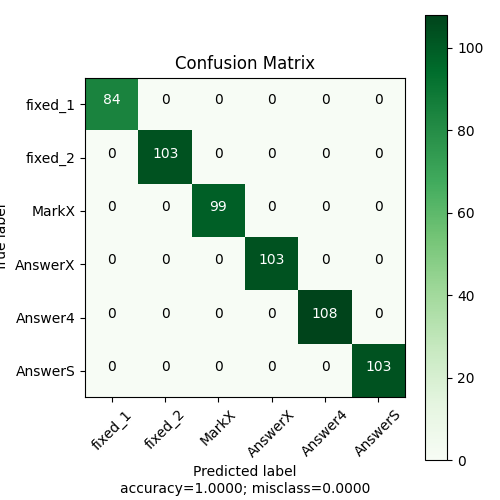 Confusion Matrix
fixed_1 84 0 0 0 0 0
fixed_2 0 103 0 0 0 0
MarkX 0 0 99 0 0 0
AnswerX 0 0 0 103 0 0
Answer4 0 0 0 0 108 0
AnswerS 0 0 0 0 0 103
fixed_1 fixed_2 MarkX AnswerX Answer4 AnswerS
Predicted label
accuracy=1.0000; misclass=0.0000
100
80
60
40
20
0